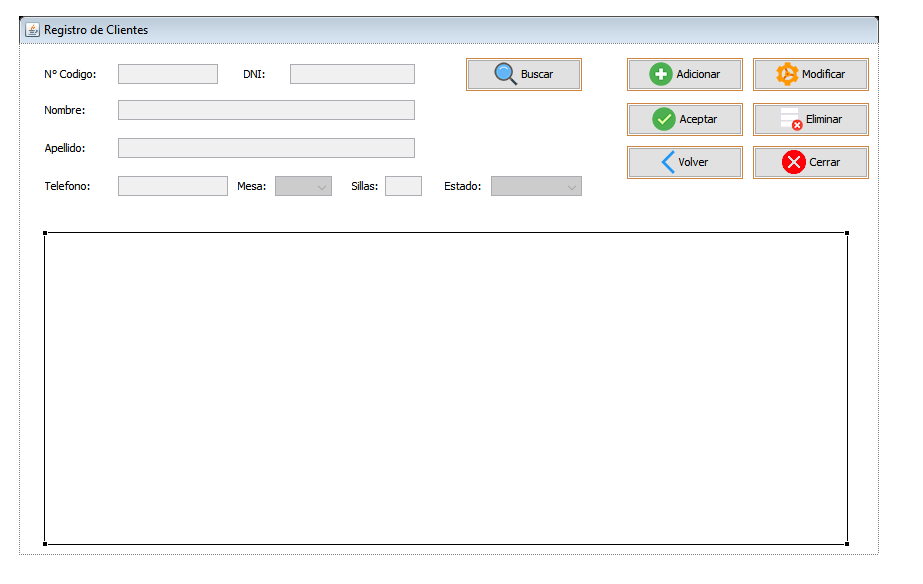 Registro de Clientes
Nº Codigo: DNI: Buscar Adicionar Modificar
Nombre: Aceptar Eliminar
Apellido: Volver Cerrar
Telefono: Mesa: Sillas: Estado: